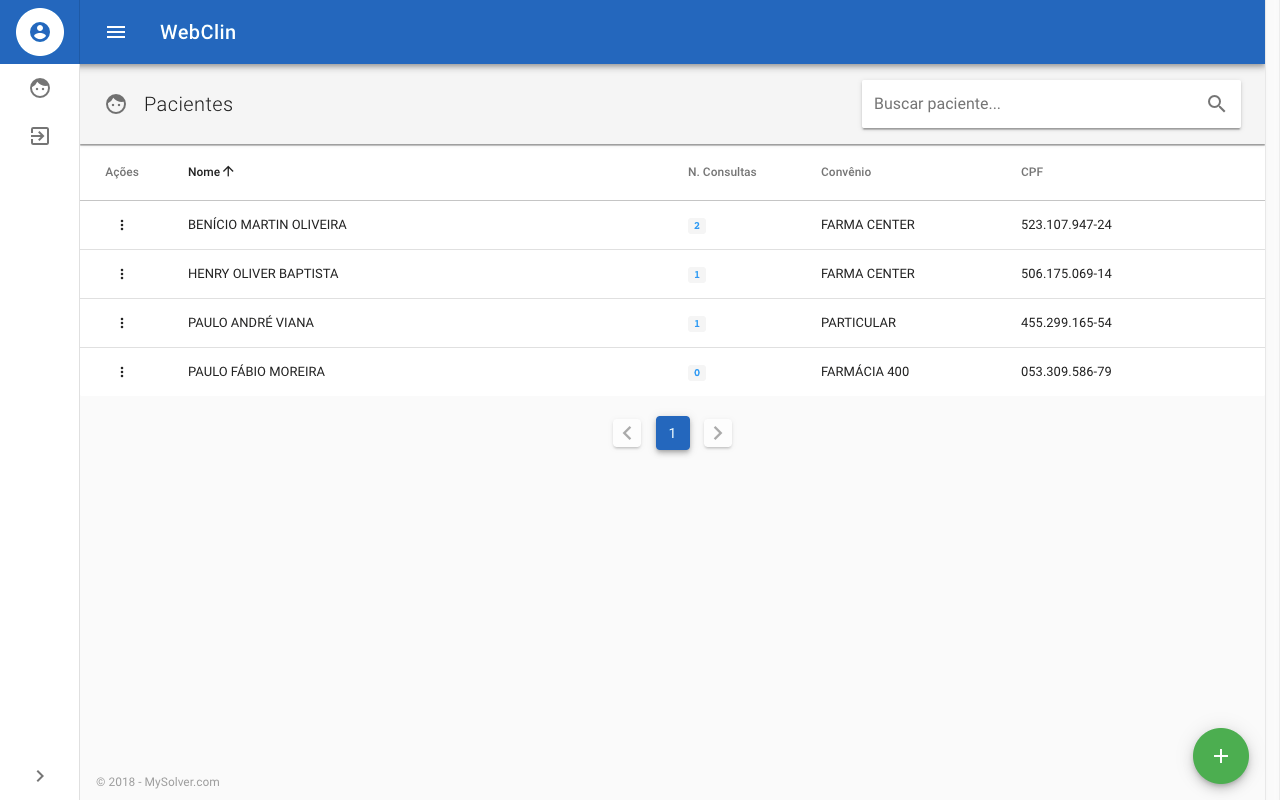 WebClin
Pacientes
Buscar paciente...
Ações Nome N. Consultas Convênio CPF
BENÍCIO MARTIN OLIVEIRA 2 FARMA CENTER 523.107.947-24
HENRY OLIVER BAPTISTA 1 FARMA CENTER 506.175.069-14
PAULO ANDRÉ VIANA 1 PARTICULAR 455.299.165-54
PAULO FÁBIO MOREIRA 0 FARMÁCIA 400 053.309.586-79
1
© 2018 - MySolver.com